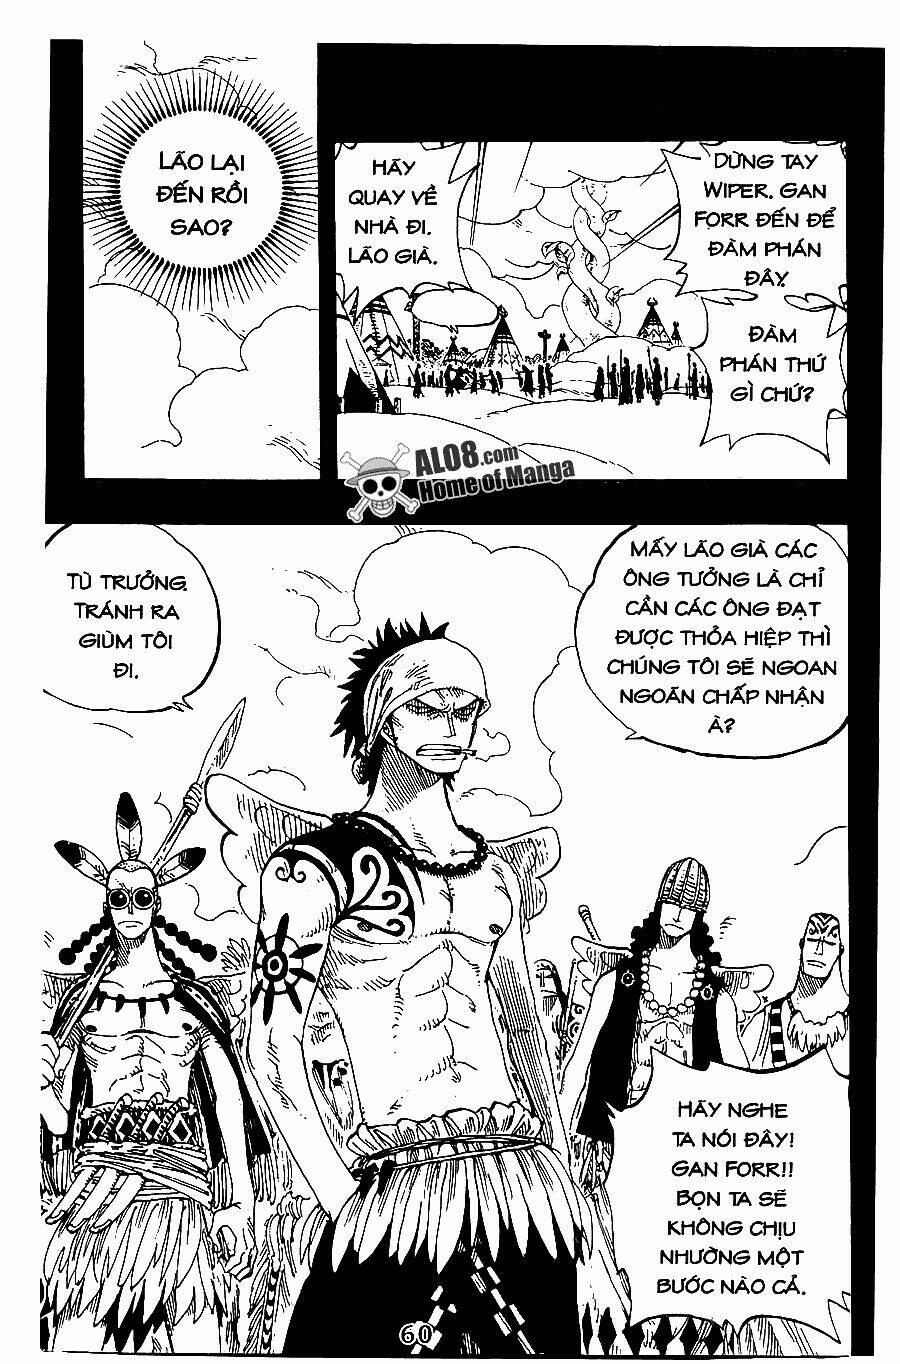 LÃO LẠI
ĐẾN RỒI
SAO?
HÃY
QUAY VỀ
NHÀ ĐI.
LÃO GIÀ.
DỪNG TAY
WIPER. GAN
FORR ĐẾN ĐỂ
ĐÀM PHÁN
ĐÂY.
ĐÀM
PHÁN THỨ
GÌ CHỨ?
ALO8.com
Home of Manga
TÙ TRƯỞNG.
TRÁNH RA
GIÙM TÔI
ĐI.
MẤY LÃO GIÀ CÁC
ÔNG TƯỞNG LÀ CHỈ
CẦN CÁC ÔNG ĐẠT
ĐƯỢC THỎA HIỆP THÌ
CHÚNG TÔI SẼ NGOAN
NGOÃN CHẤP NHẬN
À?
HÃY NGHE
TA NÓI ĐÂY!
GAN FORR!!
BỌN TA SẼ
KHÔNG CHỊU
NHƯỜNG MỘT
BƯỚC NÀO CẢ.
60